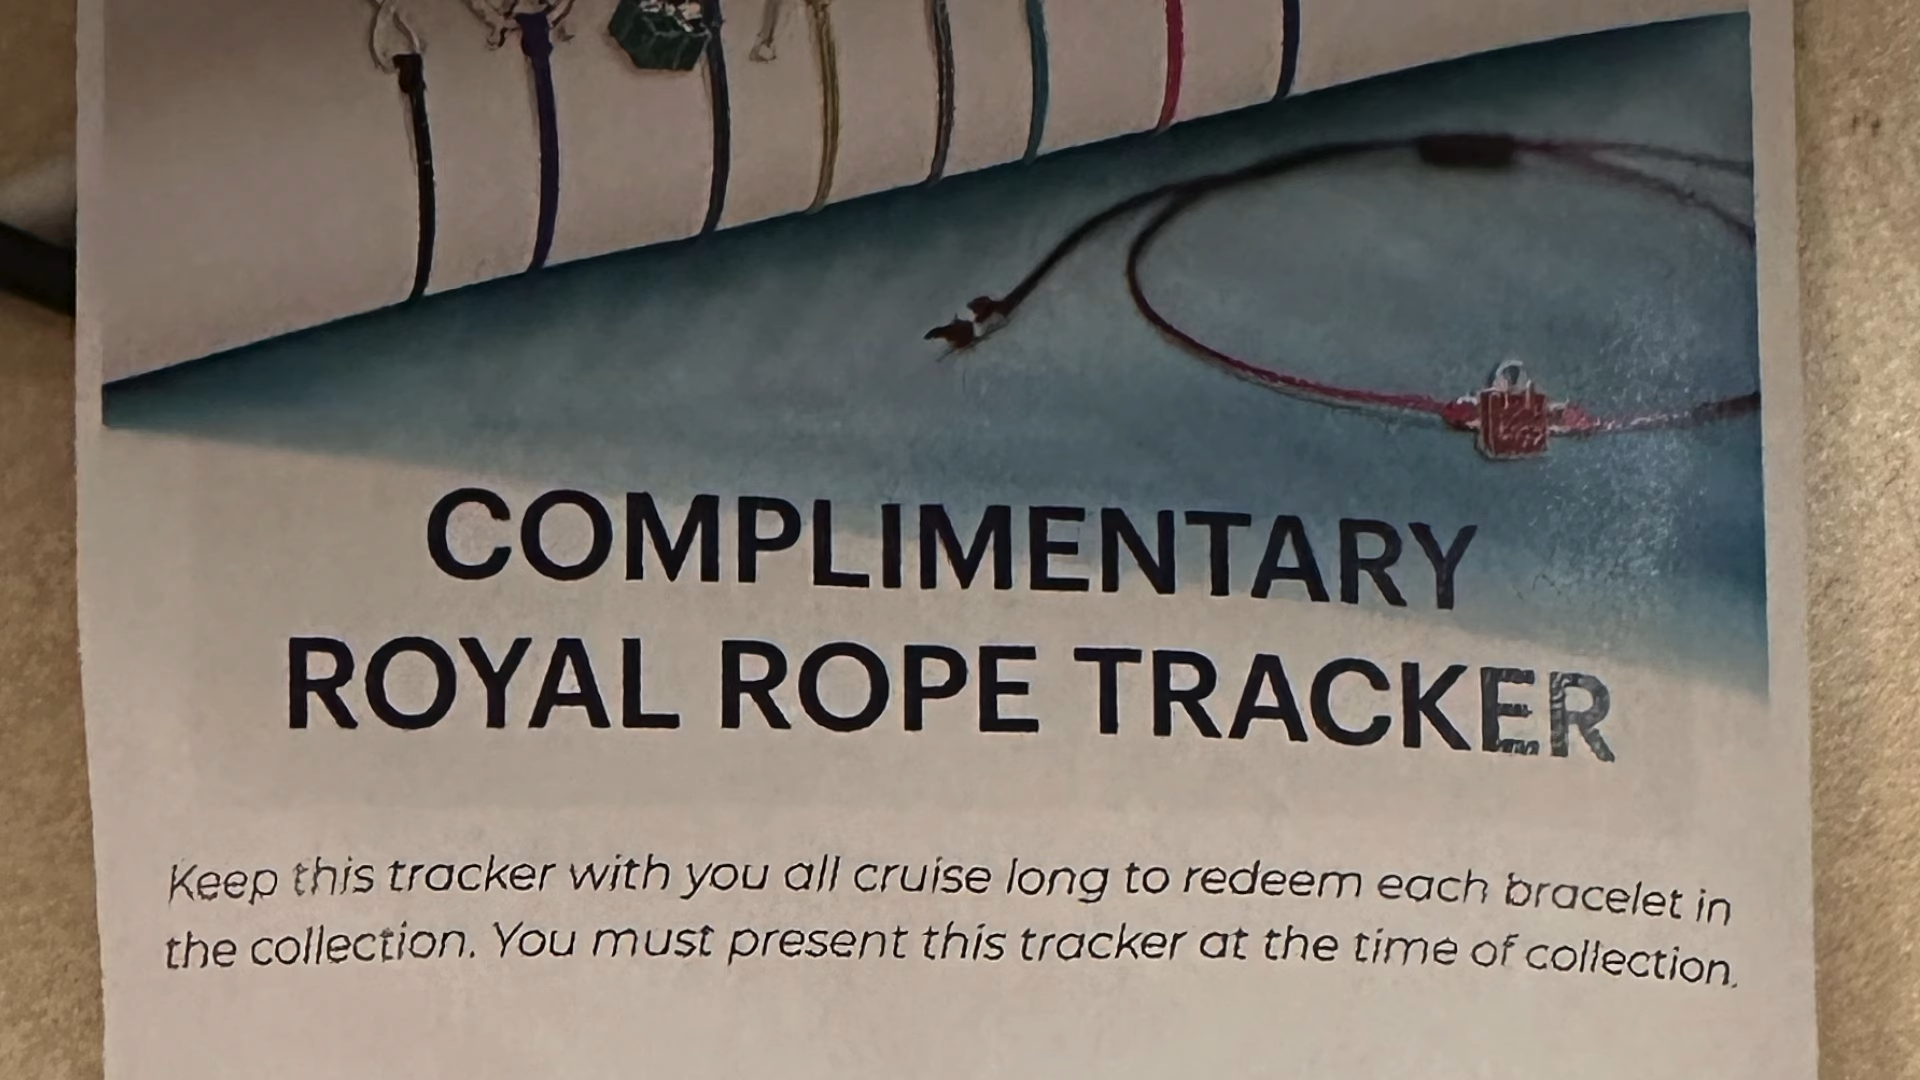 COMPLIMENTARY
ROYAL ROPE TRACKER
Keep this tracker with you all cruise long to redeem each bracelet in
the collection. You must present this tracker at the time of collection.